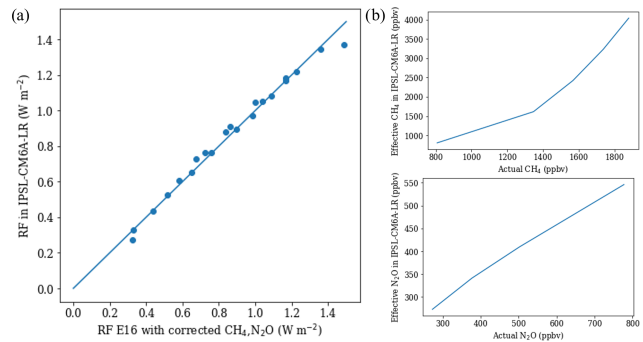 (a)
RF in IPSL-CM6A-LR (W m⁻²)
1.4
1.2
1.0
0.8
0.6
0.4
0.2
0.0
0.0 0.2 0.4 0.6 0.8 1.0 1.2 1.4
RF E16 with corrected CH₄,N₂O (W m⁻²)
(b)
Effective CH₄ in IPSL-CM6A-LR (ppbv)
4000
3500
3000
2500
2000
1500
1000
800 1000 1200 1400 1600 1800
Actual CH₄ (ppbv)
Effective N₂O in IPSL-CM6A-LR (ppbv)
550
500
450
400
350
300
300 400 500 600 700 800
Actual N₂O (ppbv)